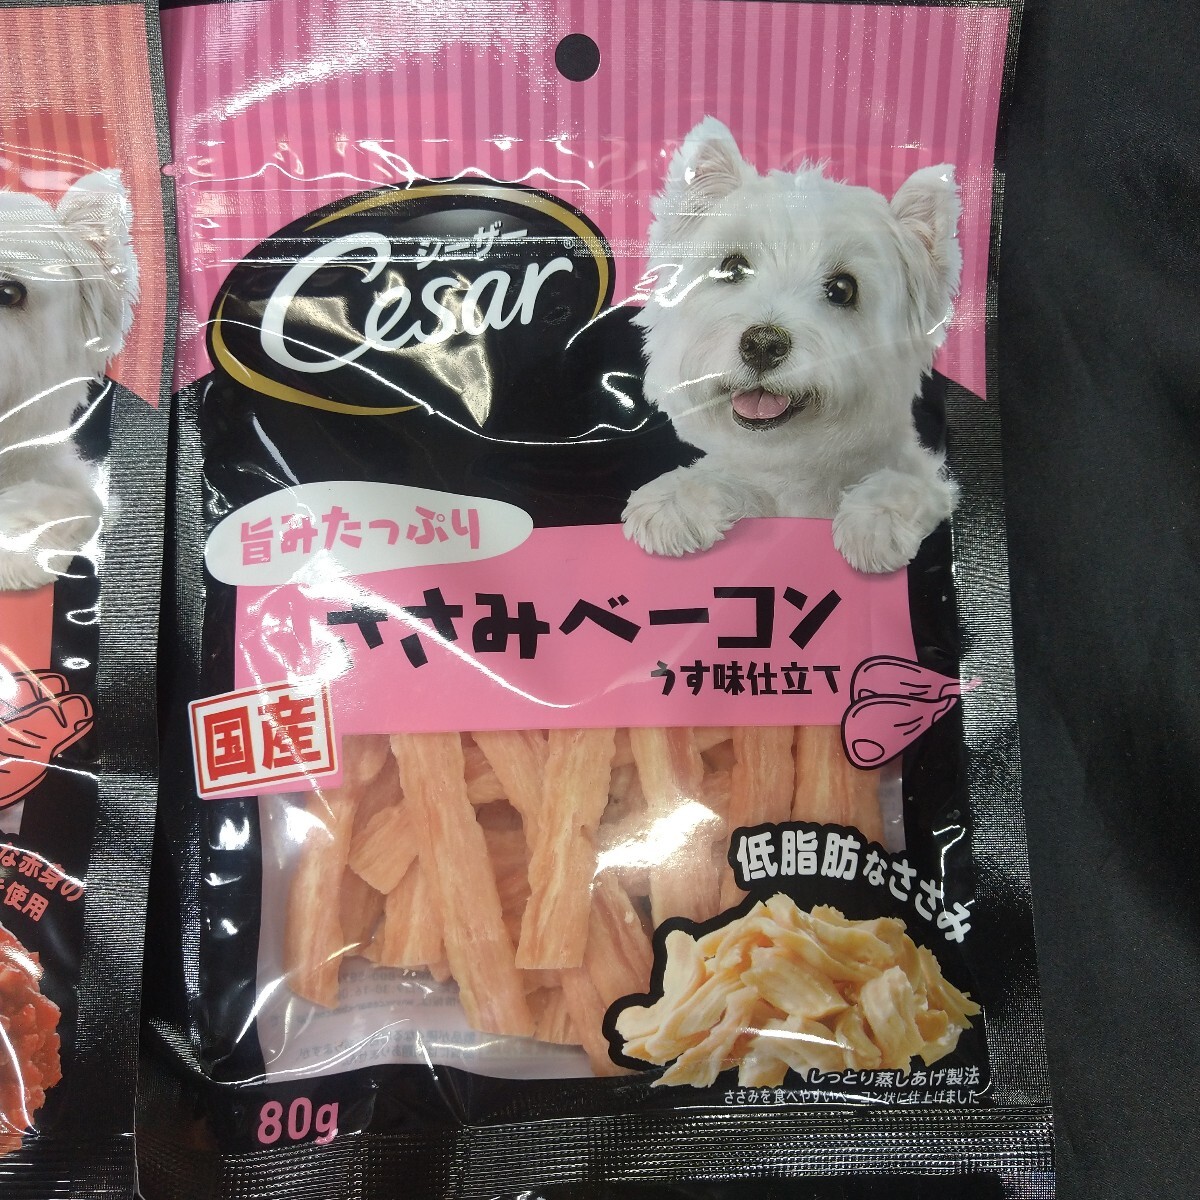 シーザー
Cesar®
旨みたっぷり
ささみベーコン
うす味仕立て
国産
低脂肪なささみ
しっとり蒸しあげ製法
ささみを食べやすいベーコン状に仕上げました
80g
な赤身の
使用